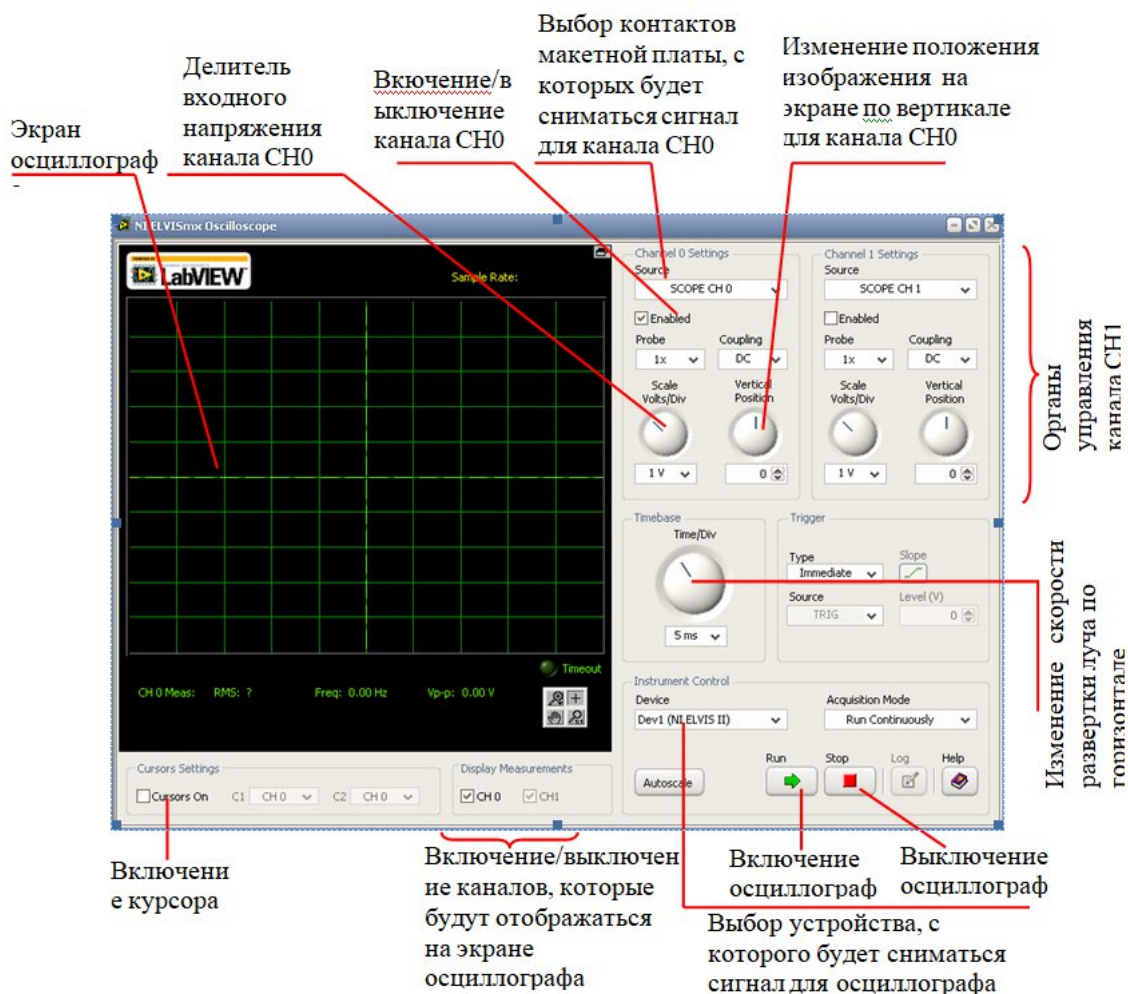 Экран
осциллограф
Делитель
входного
напряжения
канала CH0
Вкючение/в
ыключение
канала CH0
Выбор контактов
макетной платы, с
которых будет
сниматься сигнал
для канала CH0
Изменение положения
изображения на
экране по вертикале
для канала CH0
NI ELVISmx Oscilloscope
LabVIEW
Sample Rate:
Channel 0 Settings
Source
SCOPE CH 0
Enabled
Probe
Coupling
1x
DC
Scale
Volts/Div
Vertical
Position
1 V
0
Channel 1 Settings
Source
SCOPE CH 1
Enabled
Probe
Coupling
1x
DC
Scale
Volts/Div
Vertical
Position
1 V
0
Органы
управления
канала CH1
Timebase
Time/Div
5 ms
Trigger
Type
Immediate
Slope
Source
TRIG
Level (V)
0
Изменение скорости
развертки луча по
горизонтале
Timeout
CH 0 Meas: RMS: ? Freq: 0.00 Hz Vp-p: 0.00 V
Instrument Control
Device
Dev1 (NI ELVIS II)
Acquisition Mode
Run Continuously
Autoscale
Run
Stop
Log
Help
Cursors Settings
Cursors On
C1
CH 0
C2
CH 0
Display Measurements
CH 0
CH1
Включени
е курсора
Включение/выключен
ие каналов, которые
будут отображаться
на экране
осциллографа
Включение
осциллограф
Выключение
осциллограф
Выбор устройства, с
которого будет сниматься
сигнал для осциллографа